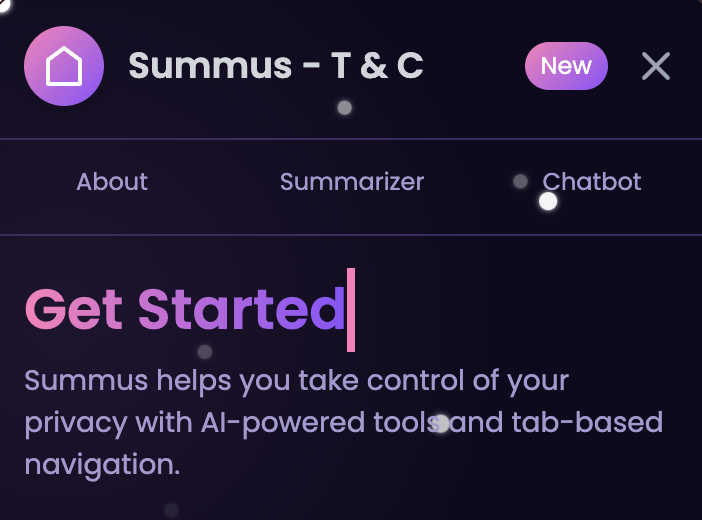 Summus - T & C
New
About
Summarizer
Chatbot
Get Started
Summus helps you take control of your
privacy with AI-powered tools and tab-based
navigation.